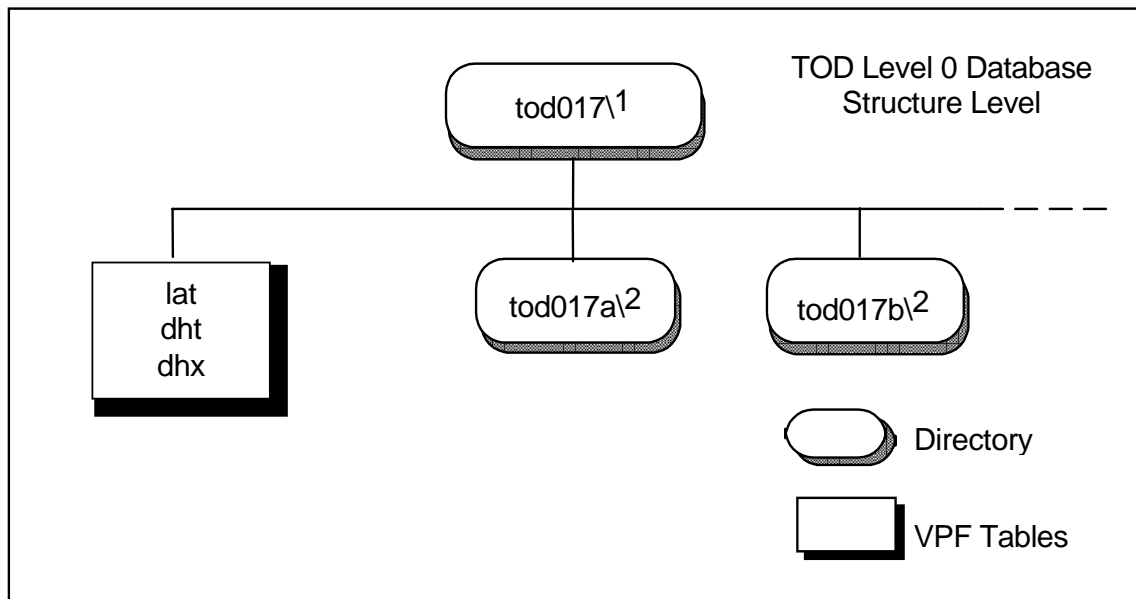 TOD Level 0 Database
Structure Level
tod017\1
lat
dht
dhx
tod017a\2
tod017b\2
Directory
VPF Tables